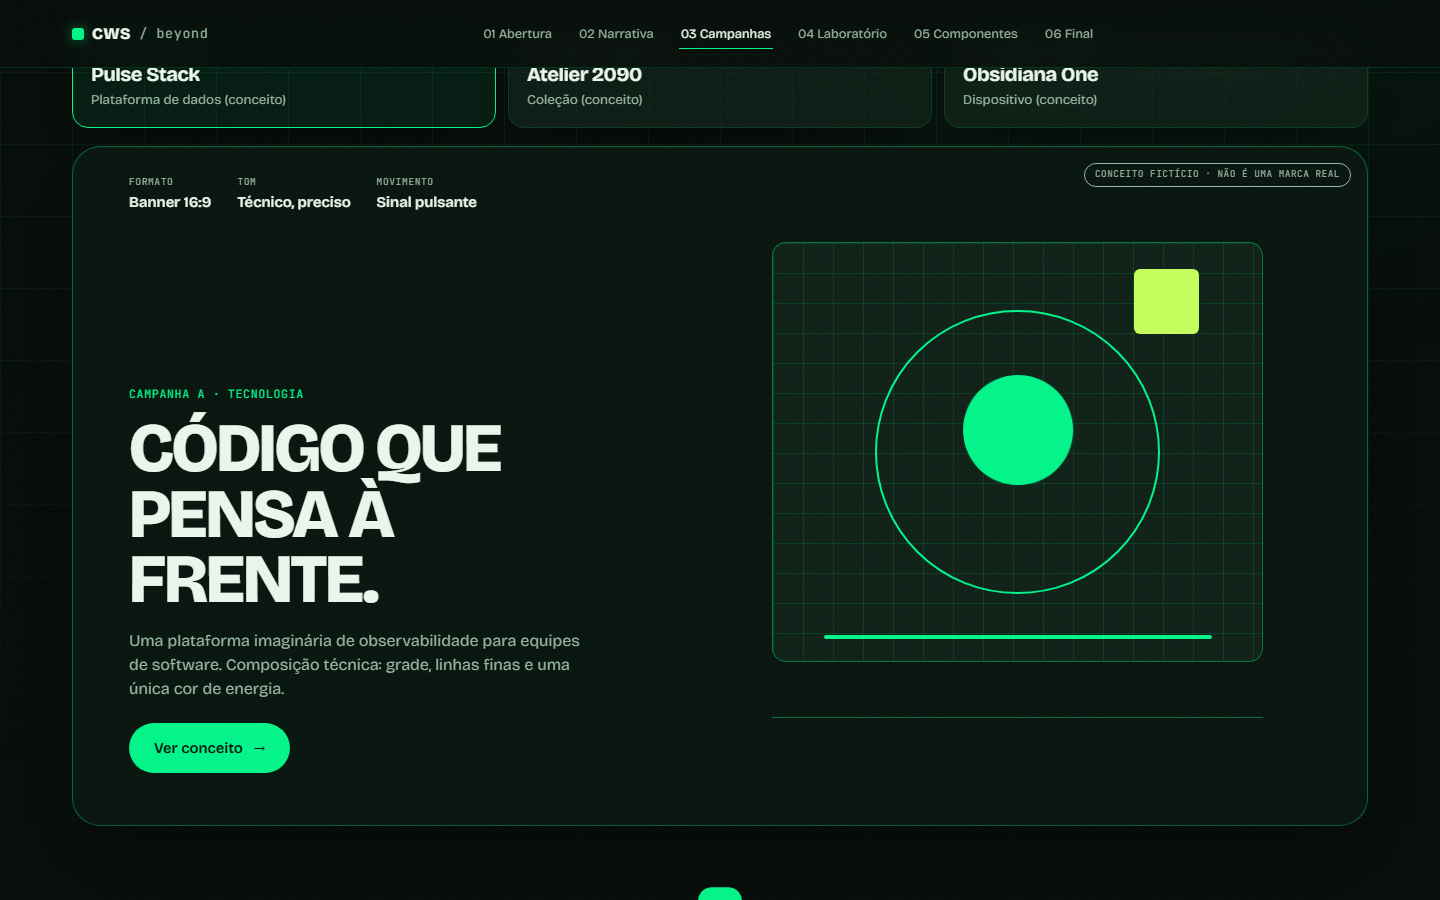 CWS / beyond
01 Abertura
02 Narrativa
03 Campanhas
04 Laboratório
05 Componentes
06 Final
Pulse Stack
Plataforma de dados (conceito)
Atelier 2090
Coleção (conceito)
Obsidiana One
Dispositivo (conceito)
FORMATO
Banner 16:9
TOM
Técnico, preciso
MOVIMENTO
Sinal pulsante
CONCEITO FICTÍCIO · NÃO É UMA MARCA REAL
CAMPANHA A · TECNOLOGIA
CÓDIGO QUE
PENSA À
FRENTE.
Uma plataforma imaginária de observabilidade para equipes
de software. Composição técnica: grade, linhas finas e uma
única cor de energia.
Ver conceito →